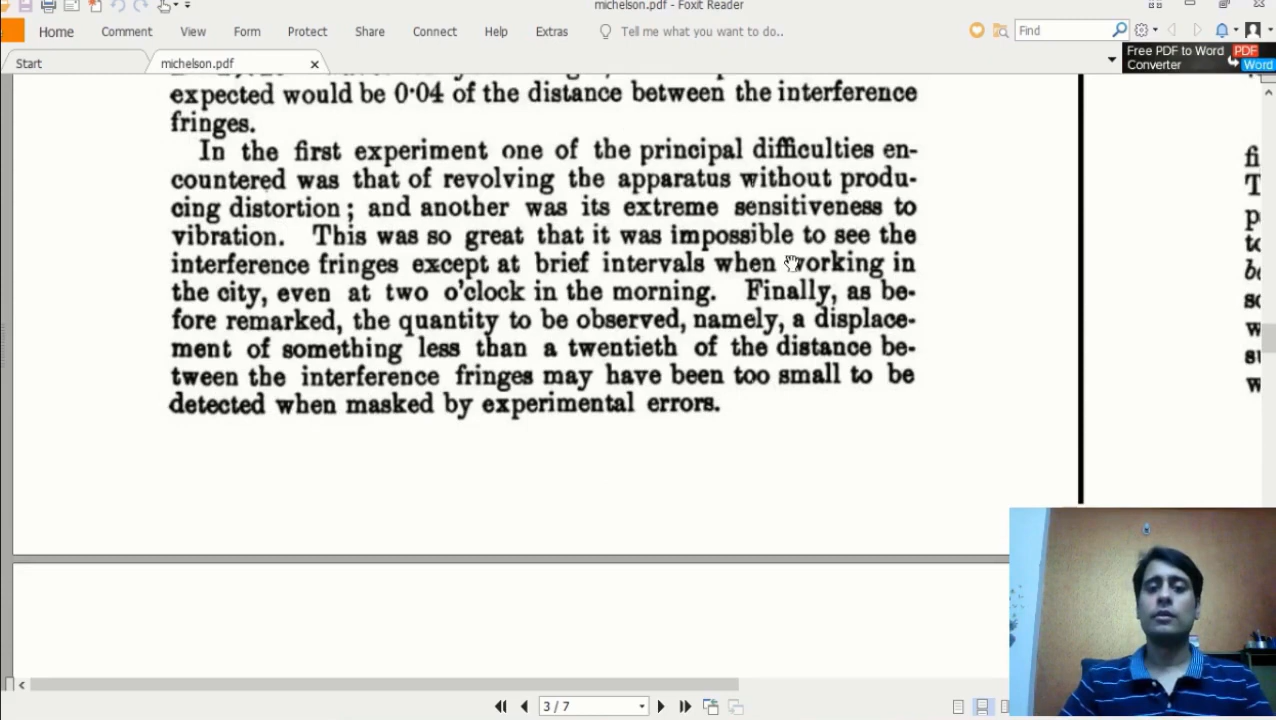 michelson.pdf - Foxit Reader
Home Comment View Form Protect Share Connect Help Extras Tell me what you want to do.. Find
Start michelson.pdf
Free PDF to Word Converter PDF Word
expected would be 0·04 of the distance between the interference
fringes.
In the first experiment one of the principal difficulties en-
countered was that of revolving the apparatus without produ-
cing distortion ; and another was its extreme sensitiveness to
vibration. This was so great that it was impossible to see the
interference fringes except at brief intervals when working in
the city, even at two o'clock in the morning. Finally, as be-
fore remarked, the quantity to be observed, namely, a displace-
ment of something less than a twentieth of the distance be-
tween the interference fringes may have been too small to be
detected when masked by experimental errors.
fi
T
p
to
be
so
w
su
w
3 / 7